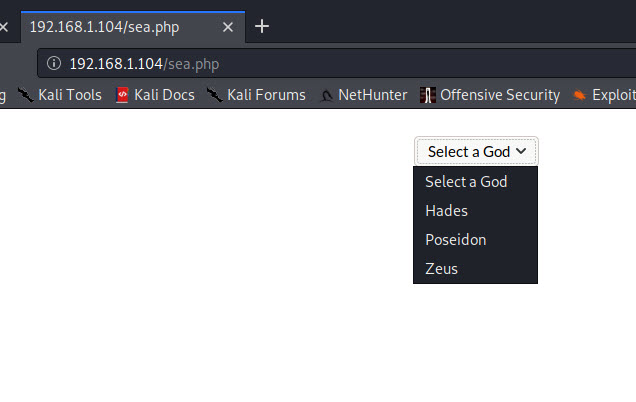 192.168.1.104/sea.php
192.168.1.104/sea.php
g Kali Tools Kali Docs Kali Forums NetHunter Offensive Security Exploit
Select a God
Select a God
Hades
Poseidon
Zeus